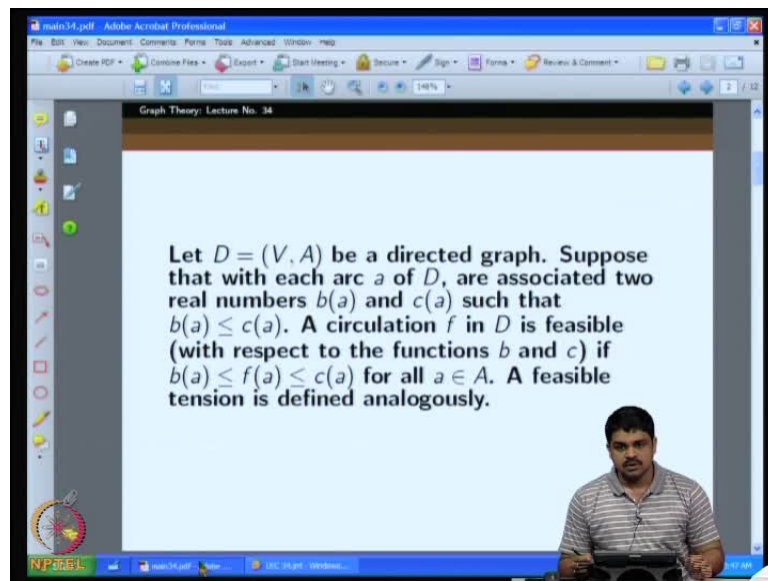 main34.pdf - Adobe Acrobat Professional
File Edit View Document Comments Forms Tools Advanced Window Help
Create PDF Combine Files Export Start Meeting Secure Sign Forms Review & Comment
146% 2 / 12
Graph Theory: Lecture No. 34
Let D = (V, A) be a directed graph. Suppose
that with each arc a of D, are associated two
real numbers b(a) and c(a) such that
b(a) ≤ c(a). A circulation f in D is feasible
(with respect to the functions b and c) if
b(a) ≤ f(a) ≤ c(a) for all a ∈ A. A feasible
tension is defined analogously.
NPTEL
main34.pdf - Adobe ... LEC 34.jnt - Windows... :47 AM